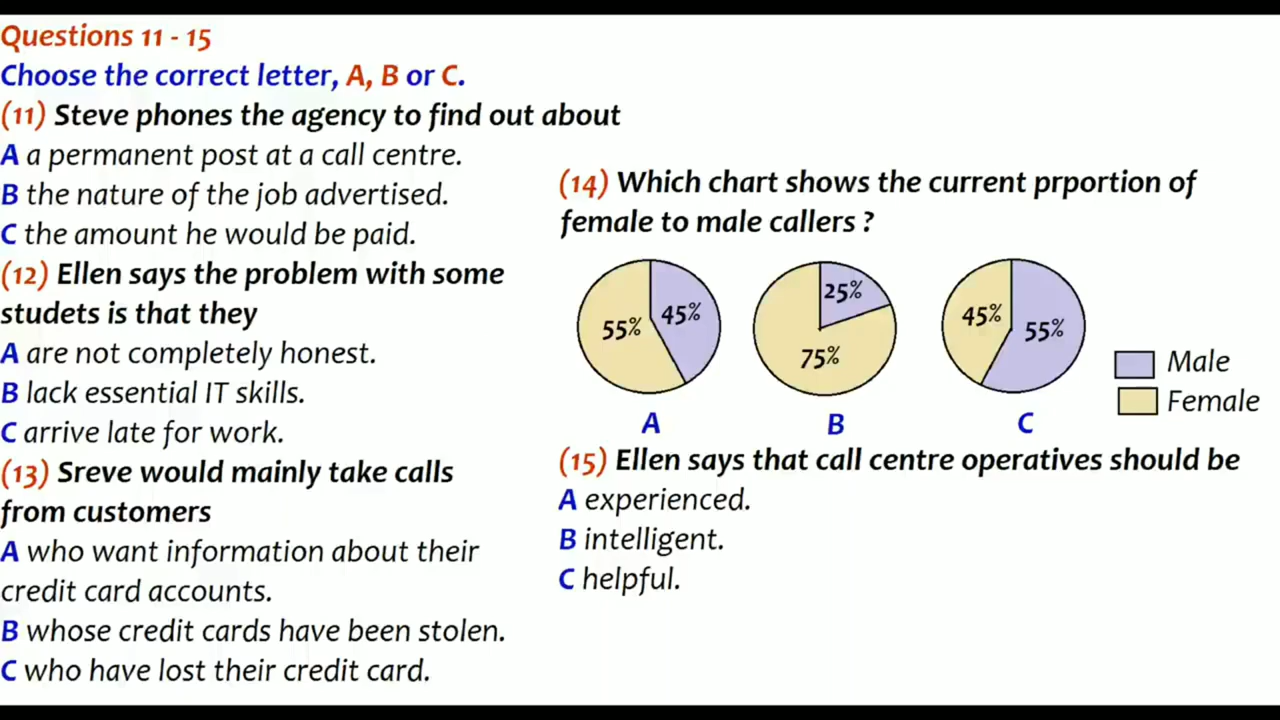 Questions 11 - 15
Choose the correct letter, A, B or C.
(11) Steve phones the agency to find out about
A a permanent post at a call centre.
B the nature of the job advertised.
C the amount he would be paid.
(12) Ellen says the problem with some
studets is that they
A are not completely honest.
B lack essential IT skills.
C arrive late for work.
(13) Sreve would mainly take calls
from customers
A who want information about their
credit card accounts.
B whose credit cards have been stolen.
C who have lost their credit card.
(14) Which chart shows the current prportion of
female to male callers ?
55% 45%
25%
75%
45% 55%
Male
Female
A B C
(15) Ellen says that call centre operatives should be
A experienced.
B intelligent.
C helpful.